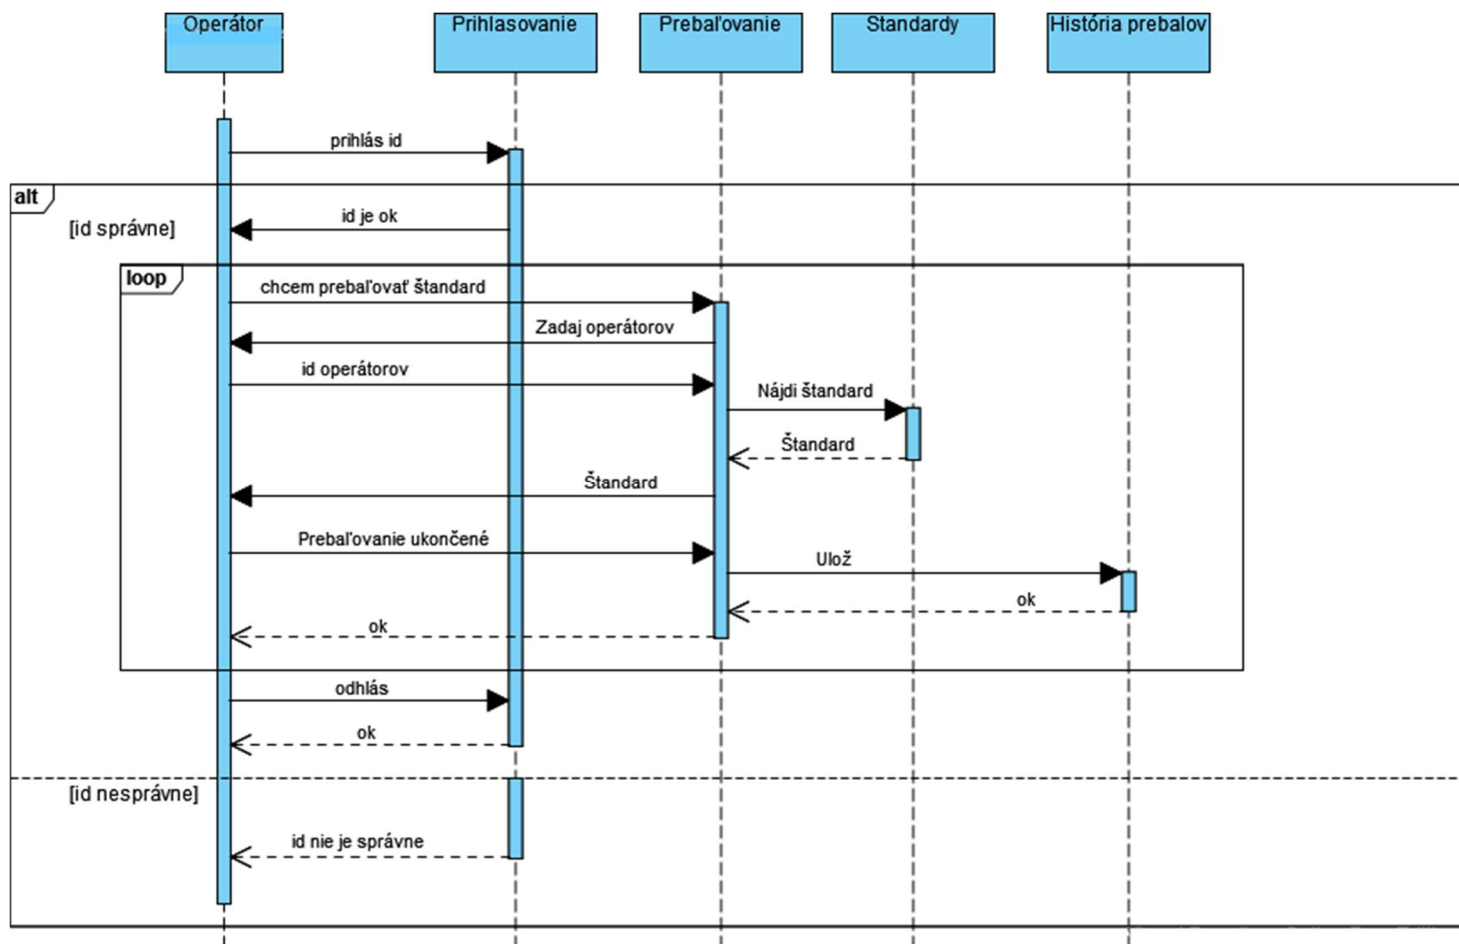 Operátor
Prihlasovanie
Prebaľovanie
Standardy
História prebalov
prihlás id
alt
[id správne]
id je ok
loop
chcem prebaľovať štandard
Zadaj operátorov
id operátorov
Nájdi štandard
Štandard
Štandard
Prebaľovanie ukončené
Ulož
ok
ok
odhlás
ok
[id nesprávne]
id nie je správne